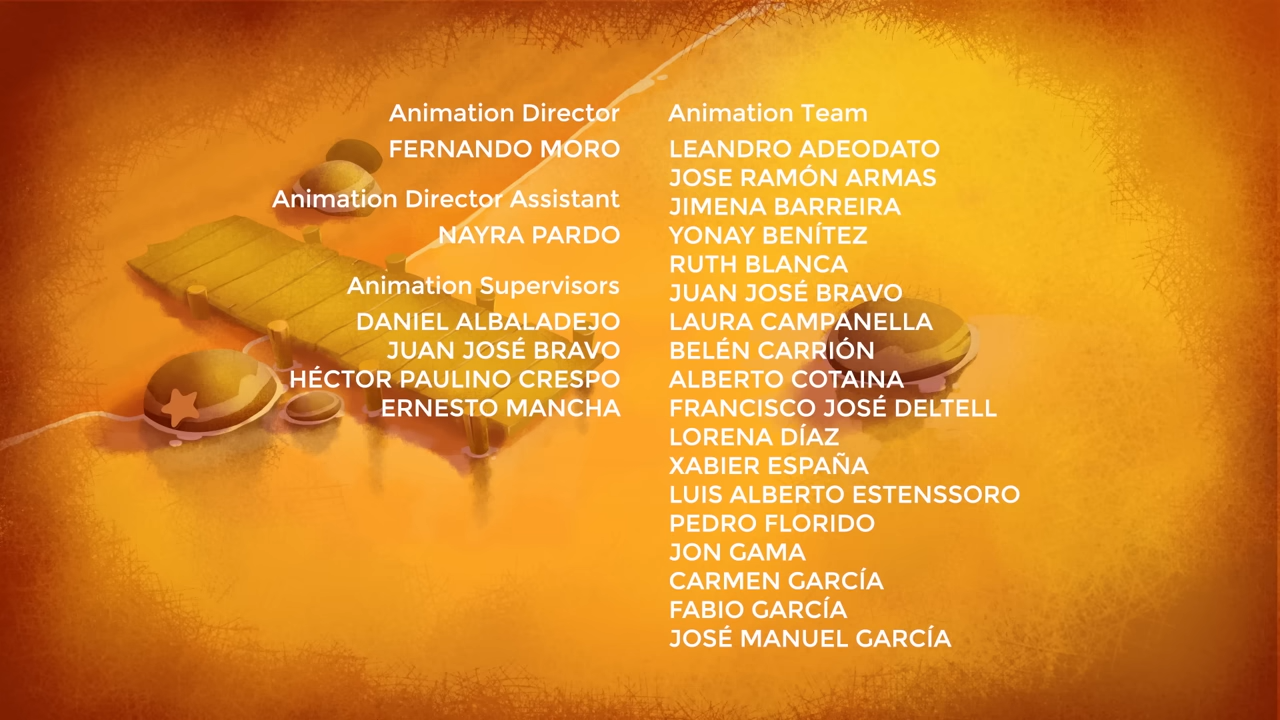 Animation Director
FERNANDO MORO
Animation Director Assistant
NAYRA PARDO
Animation Supervisors
DANIEL ALBALADEJO
JUAN JOSÉ BRAVO
HÉCTOR PAULINO CRESPO
ERNESTO MANCHA
Animation Team
LEANDRO ADEODATO
JOSE RAMÓN ARMAS
JIMENA BARREIRA
YONAY BENÍTEZ
RUTH BLANCA
JUAN JOSÉ BRAVO
LAURA CAMPANELLA
BELÉN CARRIÓN
ALBERTO COTAINA
FRANCISCO JOSÉ DELTELL
LORENA DÍAZ
XABIER ESPAÑA
LUIS ALBERTO ESTENSSORO
PEDRO FLORIDO
JON GAMA
CARMEN GARCÍA
FABIO GARCÍA
JOSÉ MANUEL GARCÍA